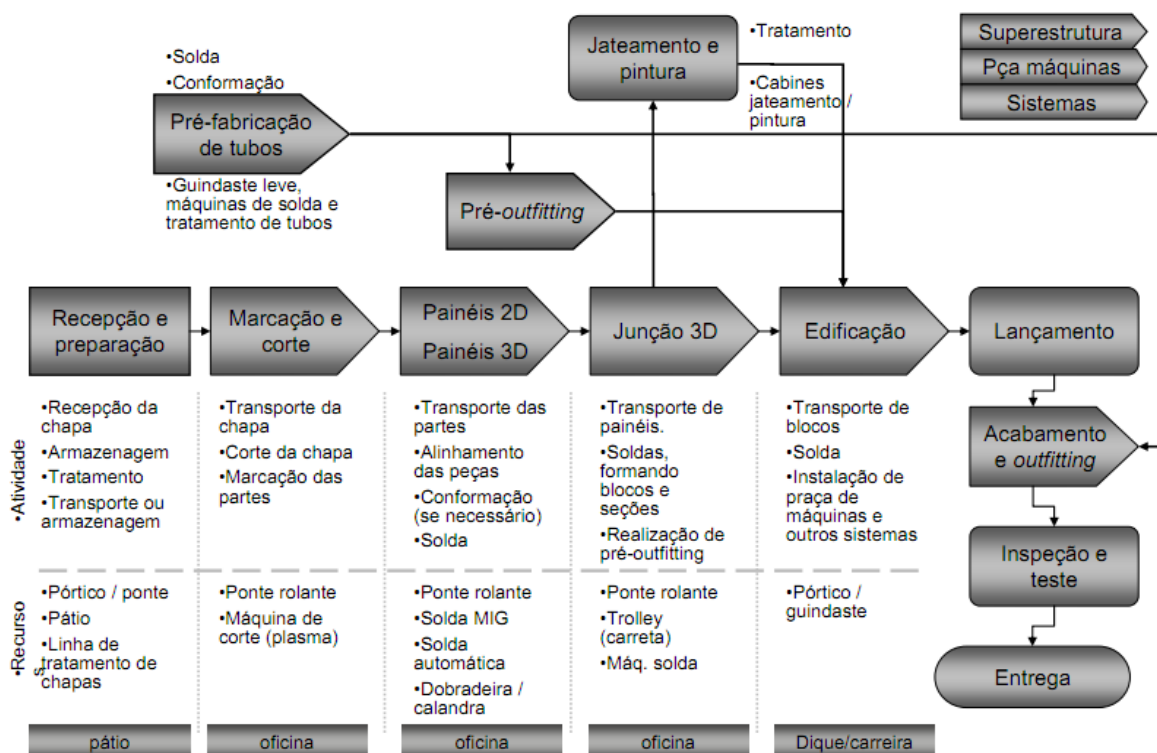 •Solda
•Conformação
Pré-fabricação
de tubos
•Guindaste leve,
máquinas de solda e
tratamento de tubos
Jateamento e
pintura
•Tratamento
•Cabines
jateamento /
pintura
Superestrutura
Pça máquinas
Sistemas
Pré-outfitting
Recepção e
preparação
Marcação e
corte
Painéis 2D
Painéis 3D
Junção 3D
Edificação
Lançamento
•Atividade
•Recepção da
chapa
•Armazenagem
•Tratamento
•Transporte ou
armazenagem
•Transporte da
chapa
•Corte da chapa
•Marcação das
partes
•Transporte das
partes
•Alinhamento
das peças
•Conformação
(se necessário)
•Solda
•Transporte de
painéis.
•Soldas,
formando
blocos e
seções
•Realização de
pré-outfitting
•Transporte de
blocos
•Solda
•Instalação de
praça de
máquinas e
outros sistemas
Acabamento
e outfitting
Inspeção e
teste
Entrega
•Recurso
s
•Pórtico / ponte
•Pátio
•Linha de
tratamento de
chapas
•Ponte rolante
•Máquina de
corte (plasma)
•Ponte rolante
•Solda MIG
•Solda
automática
•Dobradeira /
calandra
•Ponte rolante
•Trolley
(carreta)
•Máq. solda
•Pórtico /
guindaste
pátio
oficina
oficina
oficina
Dique/carreira